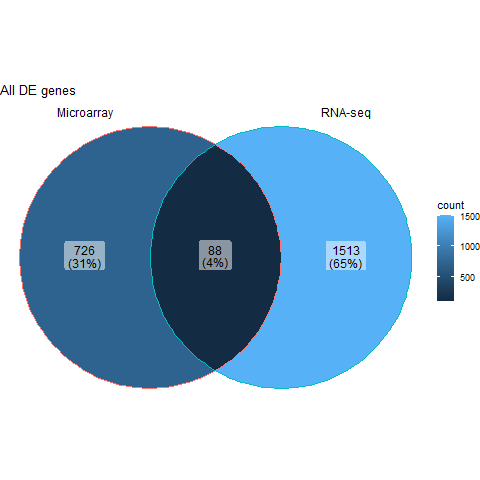 All DE genes
Microarray
RNA-seq
726
(31%)
88
(4%)
1513
(65%)
count
1500
1000
500